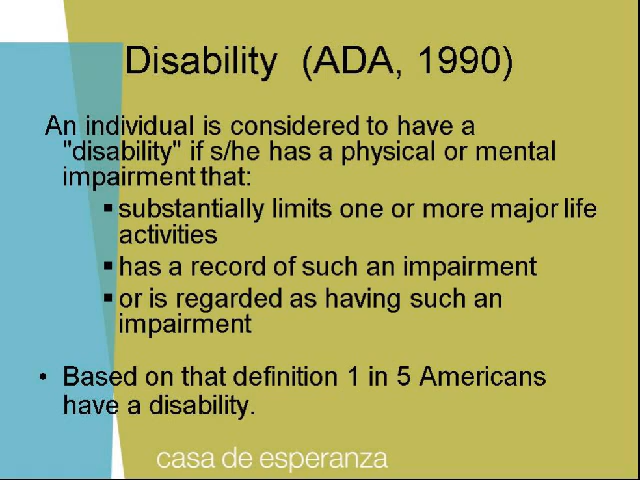 Disability  (ADA, 1990)
An individual is considered to have a
"disability" if s/he has a physical or mental
impairment that:
▪ substantially limits one or more major life
activities
▪ has a record of such an impairment
▪ or is regarded as having such an
impairment
• Based on that definition 1 in 5 Americans
have a disability.
casa de esperanza